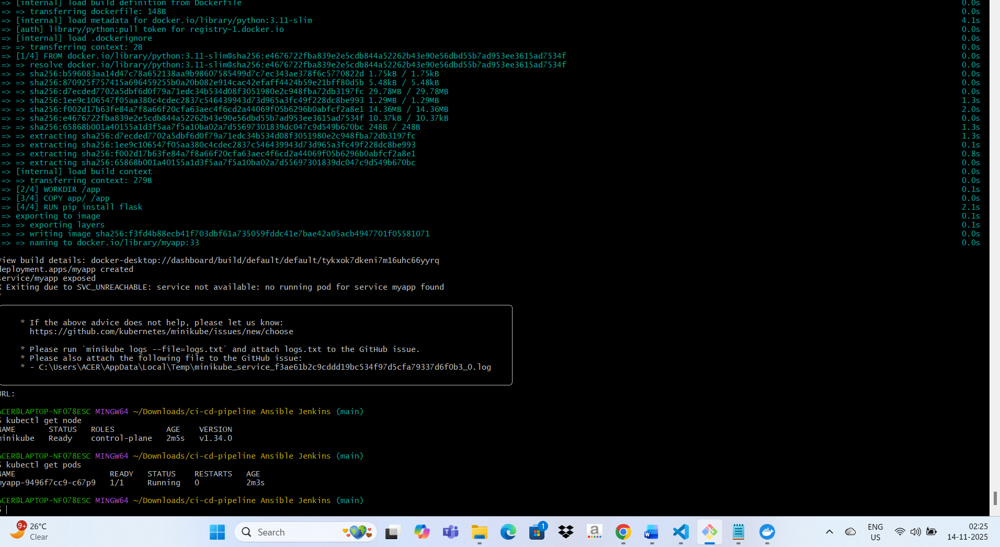 => [internal] load build definition from Dockerfile 0.0s
=> => transferring dockerfile: 148B 0.0s
=> [internal] load metadata for docker.io/library/python:3.11-slim 4.1s
=> [auth] library/python:pull token for registry-1.docker.io 0.0s
=> [internal] load .dockerignore 0.0s
=> => transferring context: 2B 0.0s
=> [1/4] FROM docker.io/library/python:3.11-slim@sha256:e4676722fba839e2e5cdb844a52262b43e90e56dbd55b7ad953ee3615ad7534f 0.0s
=> => resolve docker.io/library/python:3.11-slim@sha256:e4676722fba839e2e5cdb844a52262b43e90e56dbd55b7ad953ee3615ad7534f 0.0s
=> => sha256:b596083aa14d47c78a652138aa9b98607585499d7c7ec343ae378f6c5770822d 1.75kB / 1.75kB 0.0s
=> => sha256:870925f757415a696459255b0a20b082e914cac42efaff4424b59e21bff80d5b 5.48kB / 5.48kB 0.0s
=> => sha256:d7ecded7702a5dbf6d0f79a71edc34b534d08f3051980e2c948fba72db3197fc 29.78MB / 29.78MB 0.0s
=> => sha256:1ee9c106547f05aa380c4cdec2837c546439943d73d965a3fc49f228dc8be993 1.29MB / 1.29MB 1.3s
=> => sha256:f002d17b63fe84a7f8a66f20cfa63aec4f6cd2a44069f05b6296b0abfcf2a8e1 14.36MB / 14.36MB 2.0s
=> => sha256:e4676722fba839e2e5cdb844a52262b43e90e56dbd55b7ad953ee3615ad7534f 10.37kB / 10.37kB 0.0s
=> => sha256:65868b001a40155a1d3f5aa7f5a10ba02a7d55697301839dc047c9d549b670bc 248B / 248B 1.3s
=> => extracting sha256:d7ecded7702a5dbf6d0f79a71edc34b534d08f3051980e2c948fba72db3197fc 1.3s
=> => extracting sha256:1ee9c106547f05aa380c4cdec2837c546439943d73d965a3fc49f228dc8be993 0.1s
=> => extracting sha256:f002d17b63fe84a7f8a66f20cfa63aec4f6cd2a44069f05b6296b0abfcf2a8e1 0.8s
=> => extracting sha256:65868b001a40155a1d3f5aa7f5a10ba02a7d55697301839dc047c9d549b670bc 0.0s
=> [internal] load build context 0.0s
=> => transferring context: 279B 0.0s
=> [2/4] WORKDIR /app 0.1s
=> [3/4] COPY app/ /app 0.0s
=> [4/4] RUN pip install flask 2.1s
=> exporting to image 0.1s
=> => exporting layers 0.1s
=> => writing image sha256:f3fd4b88ecb41f703dbf61a735059fddc41e7bae42a05acb4947701f05581071 0.0s
=> => naming to docker.io/library/myapp:33 0.0s
View build details: docker-desktop://dashboard/build/default/default/tykxok7dkeni7m16uhc66yyrq
deployment.apps/myapp created
service/myapp exposed
X Exiting due to SVC_UNREACHABLE: service not available: no running pod for service myapp found
*
* If the above advice does not help, please let us know:
https://github.com/kubernetes/minikube/issues/new/choose
* Please run `minikube logs --file=logs.txt` and attach logs.txt to the GitHub issue.
* Please also attach the following file to the GitHub issue:
* - C:\Users\ACER\AppData\Local\Temp\minikube_service_f3ae61b2c9cddd19bc534f97d5cfa79337d6f0b3_0.log
URL:
ACER@LAPTOP-NFO78ESC MINGW64 ~/Downloads/ci-cd-pipeline Ansible Jenkins (main)
$ kubectl get node
NAME STATUS ROLES AGE VERSION
minikube Ready control-plane 2m5s v1.34.0
ACER@LAPTOP-NFO78ESC MINGW64 ~/Downloads/ci-cd-pipeline Ansible Jenkins (main)
$ kubectl get pods
NAME READY STATUS RESTARTS AGE
myapp-9496f7cc9-c67p9 1/1 Running 0 2m3s
ACER@LAPTOP-NFO78ESC MINGW64 ~/Downloads/ci-cd-pipeline Ansible Jenkins (main)
$
9+ 26°C
Clear
Search
1
ENG
US
02:25
14-11-2025